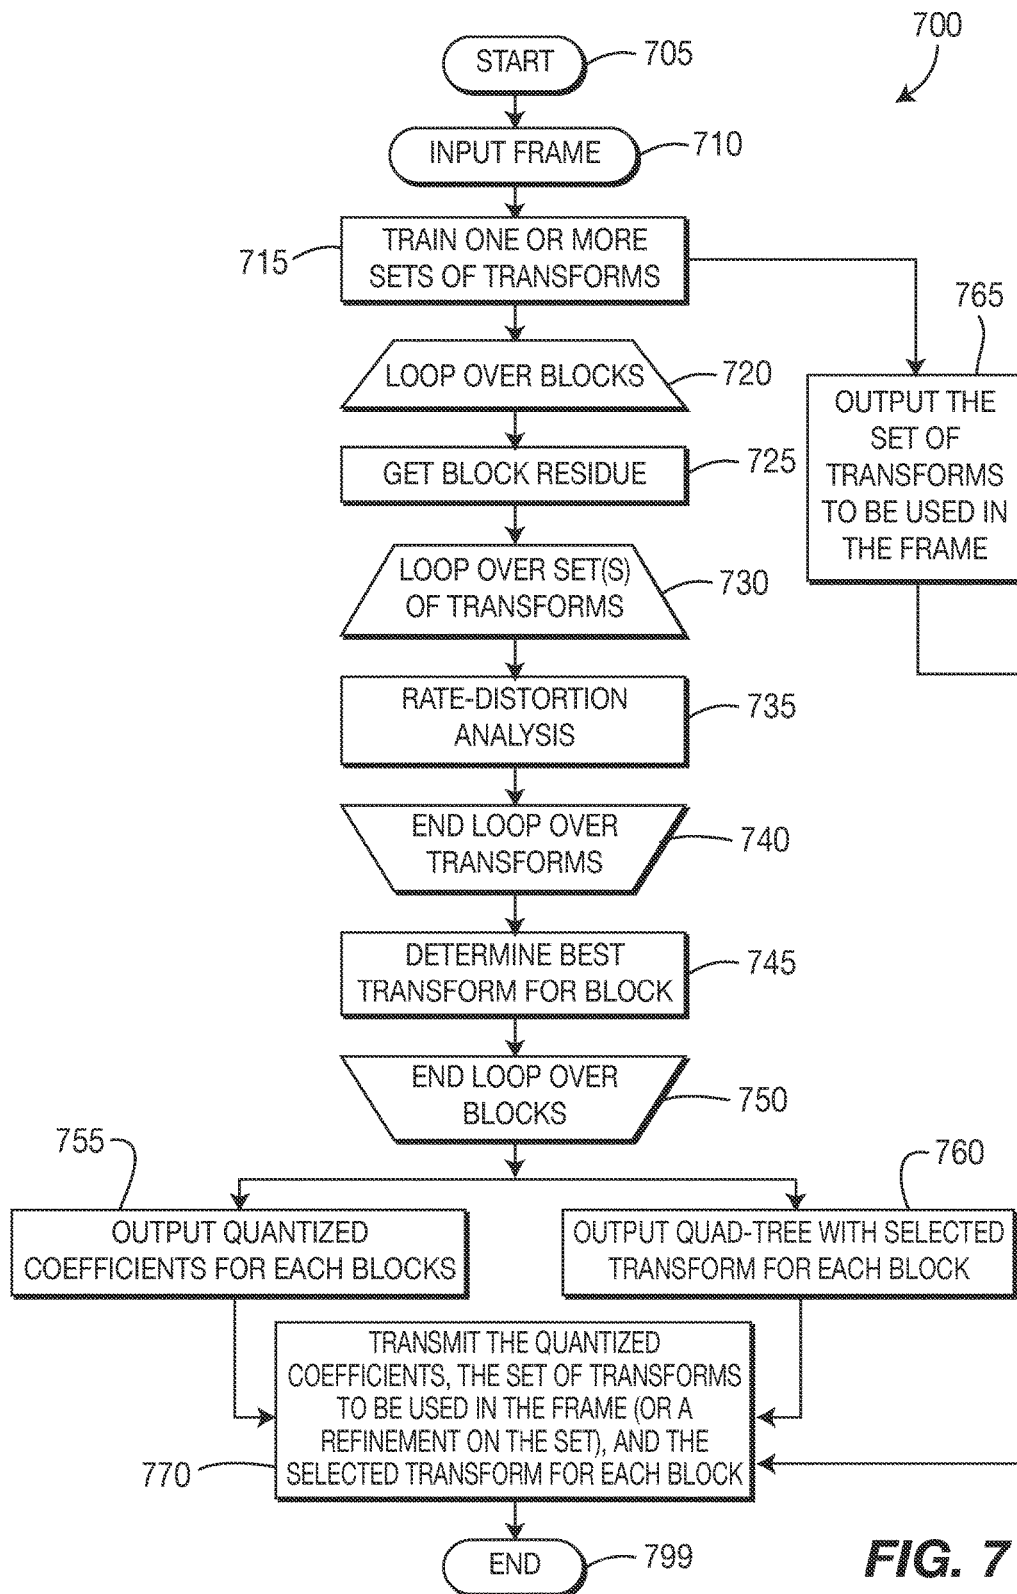 700
START
705
INPUT FRAME
710
715
TRAIN ONE OR MORE
SETS OF TRANSFORMS
765
LOOP OVER BLOCKS
720
OUTPUT THE
SET OF
TRANSFORMS
TO BE USED IN
THE FRAME
GET BLOCK RESIDUE
725
LOOP OVER SET(S)
OF TRANSFORMS
730
RATE-DISTORTION
ANALYSIS
735
END LOOP OVER
TRANSFORMS
740
DETERMINE BEST
TRANSFORM FOR BLOCK
745
END LOOP OVER
BLOCKS
750
755
760
OUTPUT QUANTIZED
COEFFICIENTS FOR EACH BLOCKS
OUTPUT QUAD-TREE WITH SELECTED
TRANSFORM FOR EACH BLOCK
TRANSMIT THE QUANTIZED
COEFFICIENTS, THE SET OF TRANSFORMS
TO BE USED IN THE FRAME (OR A
REFINEMENT ON THE SET), AND THE
SELECTED TRANSFORM FOR EACH BLOCK
770
END
799
FIG. 7